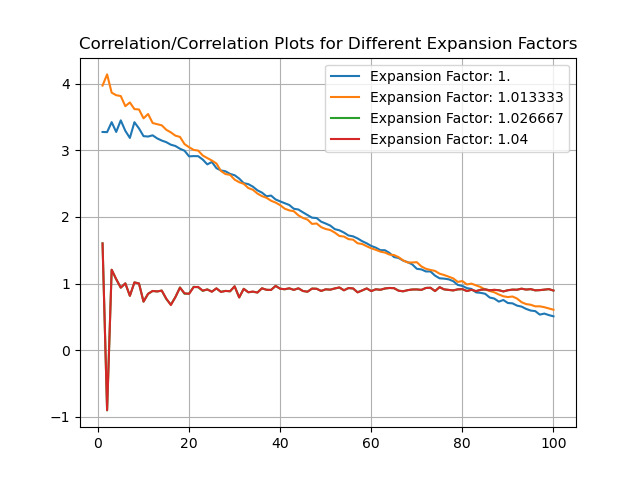 Correlation/Correlation Plots for Different Expansion Factors
Expansion Factor: 1.
Expansion Factor: 1.013333
Expansion Factor: 1.026667
Expansion Factor: 1.04
4
3
2
1
0
−1
0 20 40 60 80 100